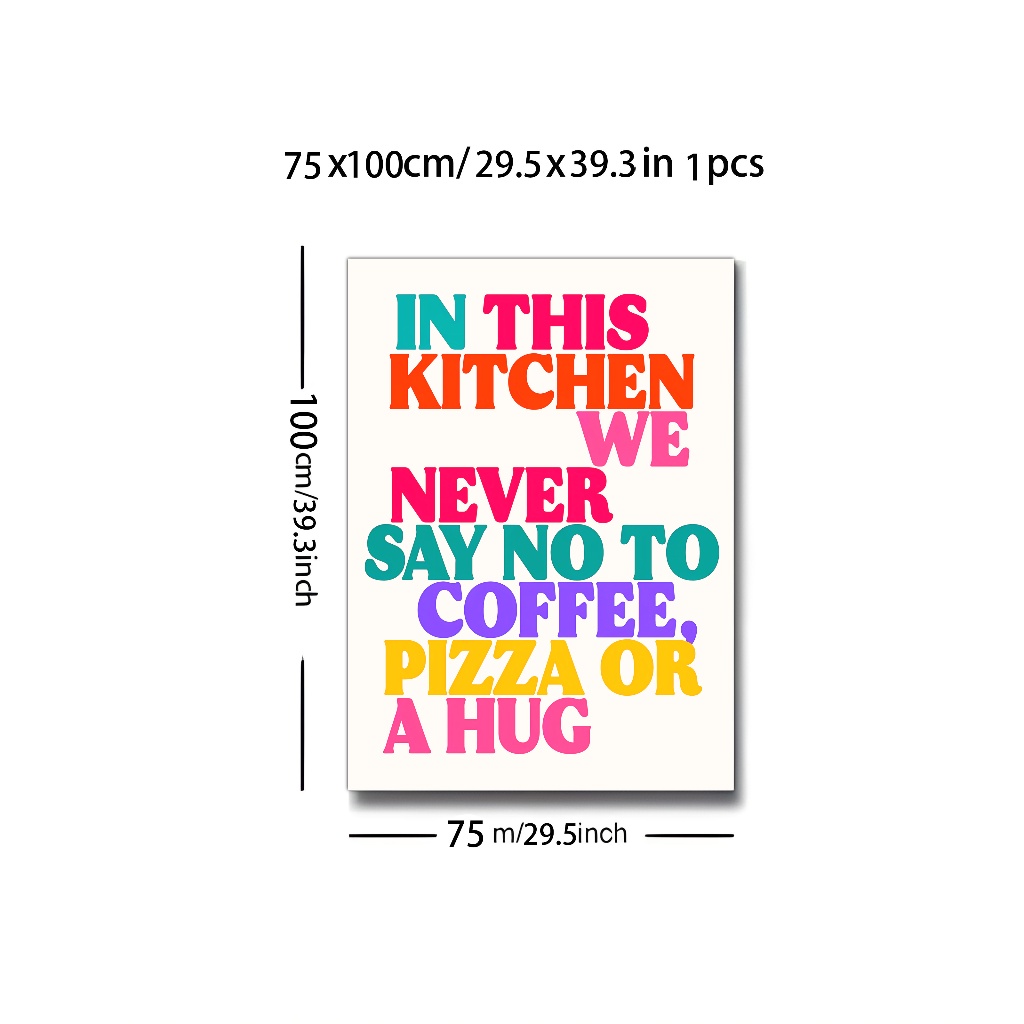 75x100cm/29.5x39.3in 1pcs
IN THIS
KITCHEN
WE
NEVER
SAY NO TO
COFFEE,
PIZZA OR
A HUG
100cm/39.3inch
75 m/29.5inch